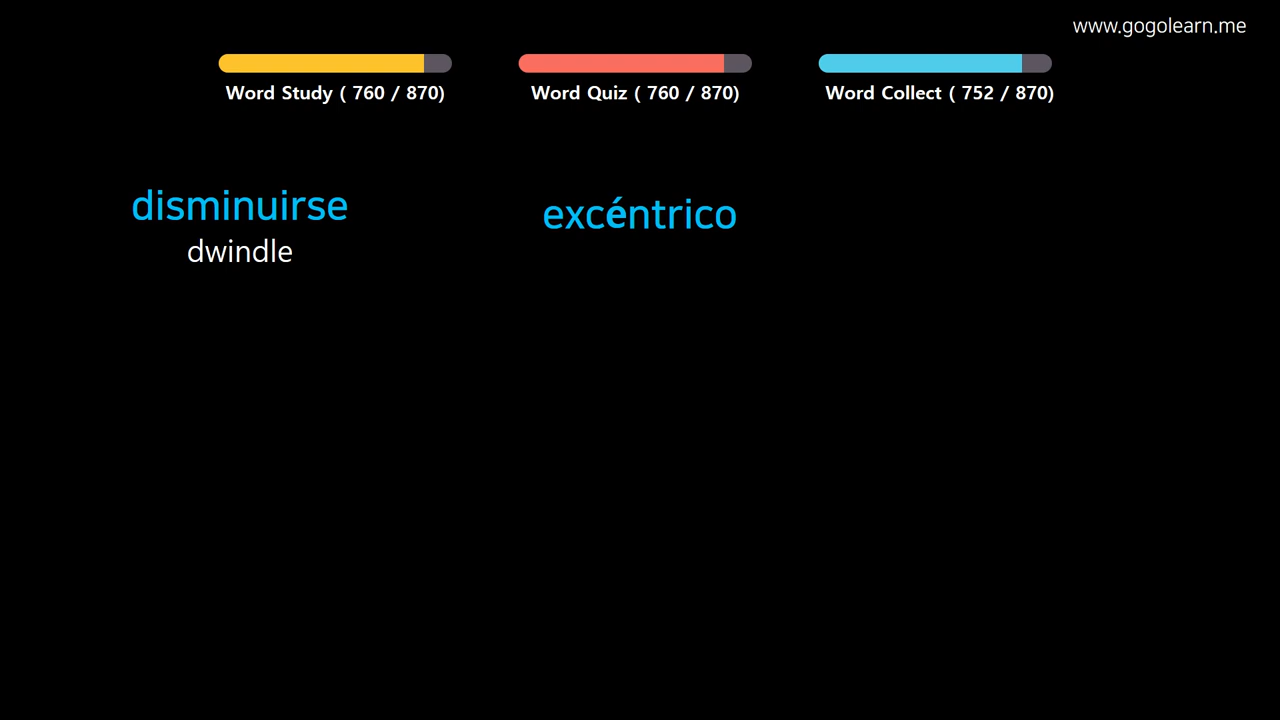 www.gogolearn.me
Word Study ( 760 / 870)
Word Quiz ( 760 / 870)
Word Collect ( 752 / 870)
disminuirse
dwindle
excéntrico